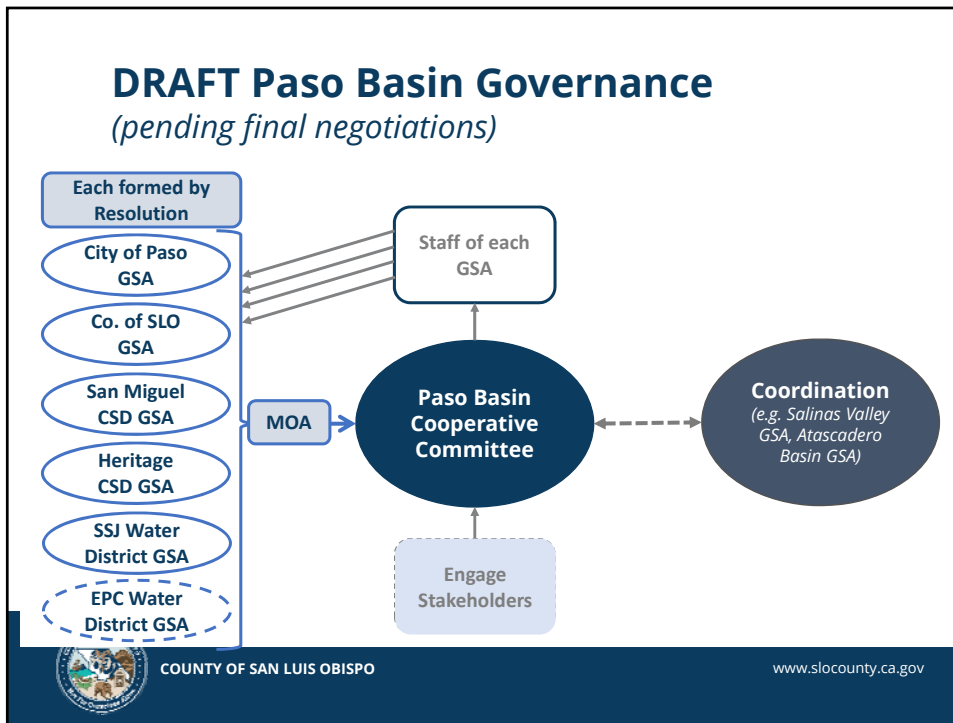 DRAFT Paso Basin Governance
(pending final negotiations)
Each formed by
Resolution
City of Paso
GSA
Co. of SLO
GSA
San Miguel
CSD GSA
Heritage
CSD GSA
SSJ Water
District GSA
EPC Water
District GSA
MOA
Staff of each
GSA
Paso Basin
Cooperative
Committee
Engage
Stakeholders
Coordination
(e.g. Salinas Valley
GSA, Atascadero
Basin GSA)
COUNTY OF SAN LUIS OBISPO
www.slocounty.ca.gov